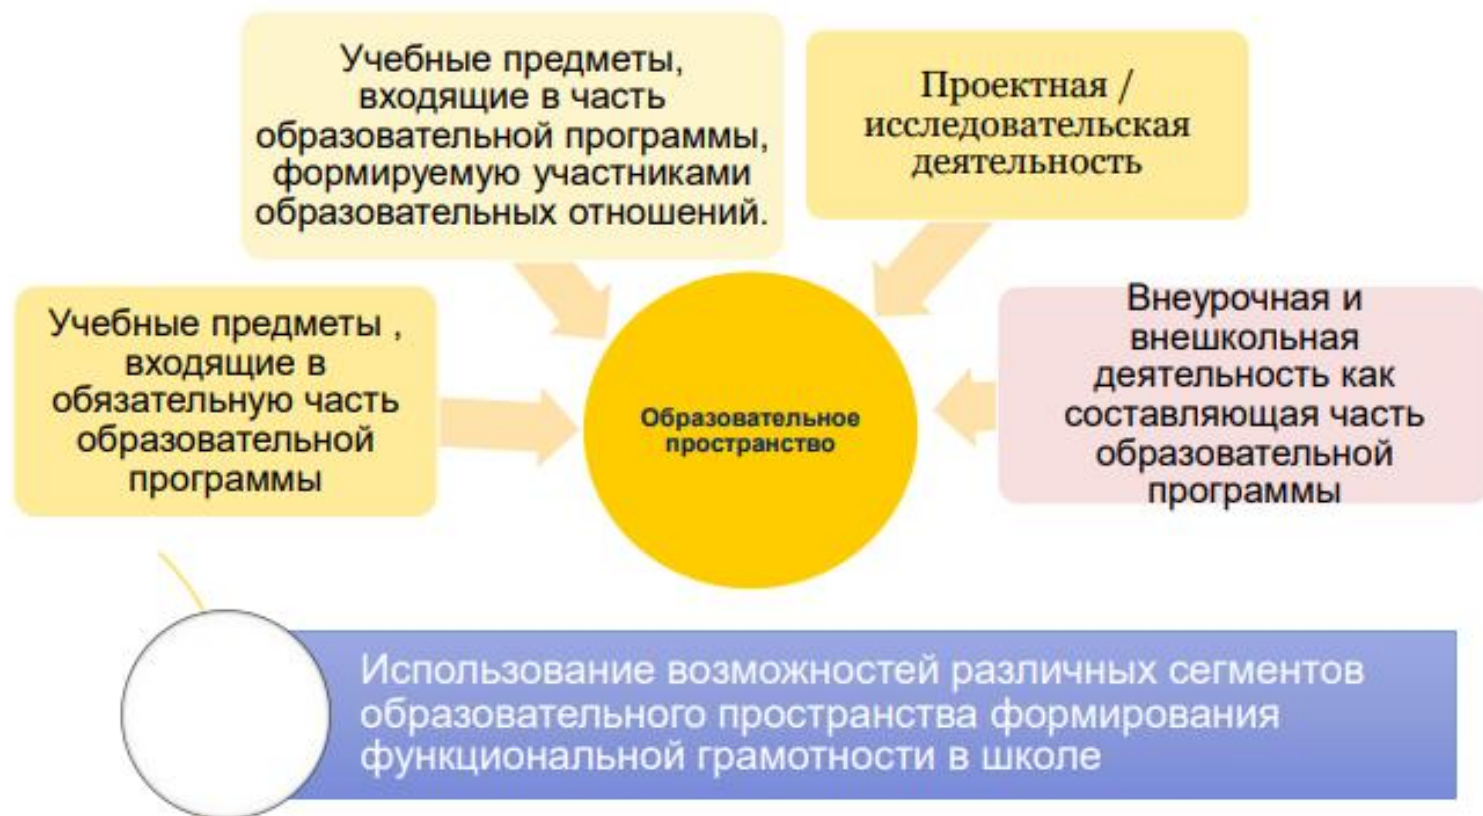 Учебные предметы,
входящие в часть
образовательной программы,
формируемую участниками
образовательных отношений.
Проектная /
исследовательская
деятельность
Учебные предметы ,
входящие в
обязательную часть
образовательной
программы
Образовательное
пространство
Внеурочная и
внешкольная
деятельность как
составляющая часть
образовательной
программы
Использование возможностей различных сегментов
образовательного пространства формирования
функциональной грамотности в школе